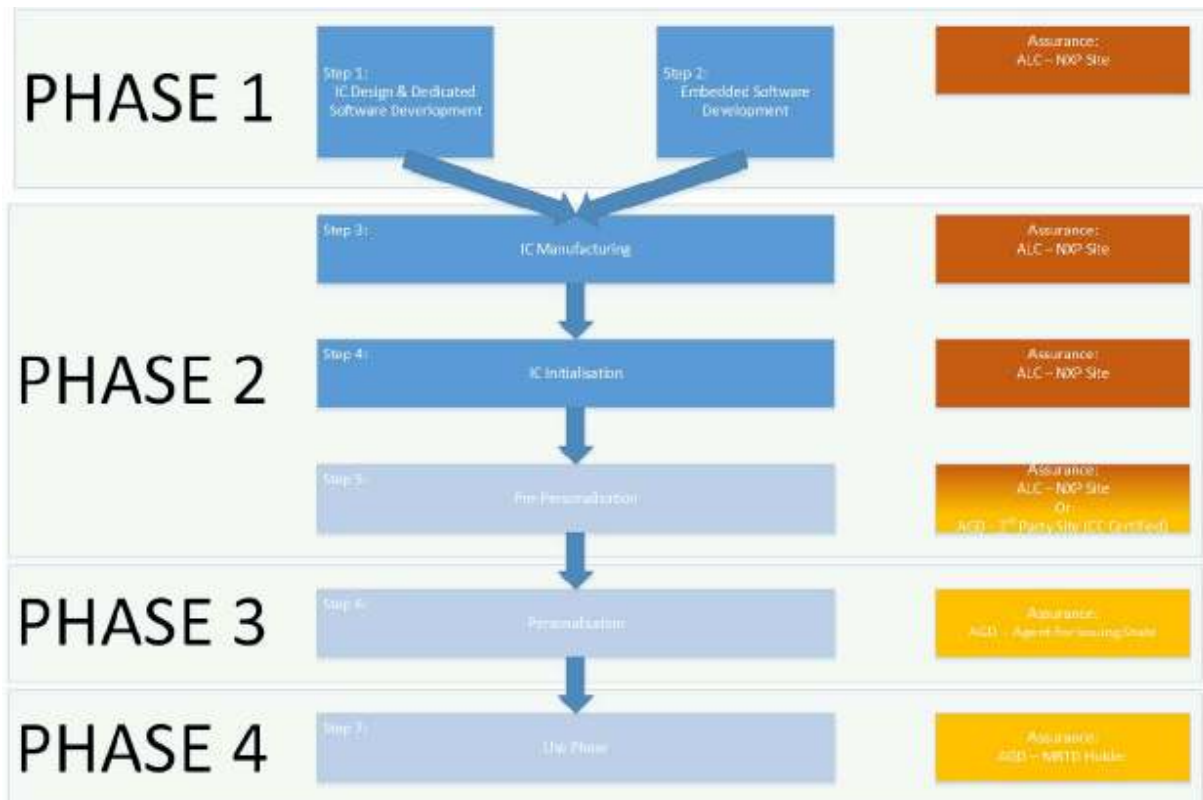 PHASE 1
Step 1:
IC Design & Dedicated
Software Deverlopment
Step 2:
Embedded Software
Development
Assurance:
ALC – NXP Site
PHASE 2
Step 3:
IC Manufacturing
Assurance:
ALC – NXP Site
Step 4:
IC Initialisation
Assurance:
ALC – NXP Site
Step 5:
Pre-Personalisation
Assurance:
ALC – NXP Site
Or
AGD - 3rd Party Site (CC Certified)
PHASE 3
Step 6:
Personalisation
Assurance:
AGD – Agent for Issuing State
PHASE 4
Step 7:
Use Phase
Assurance:
AGD – MRTD Holder